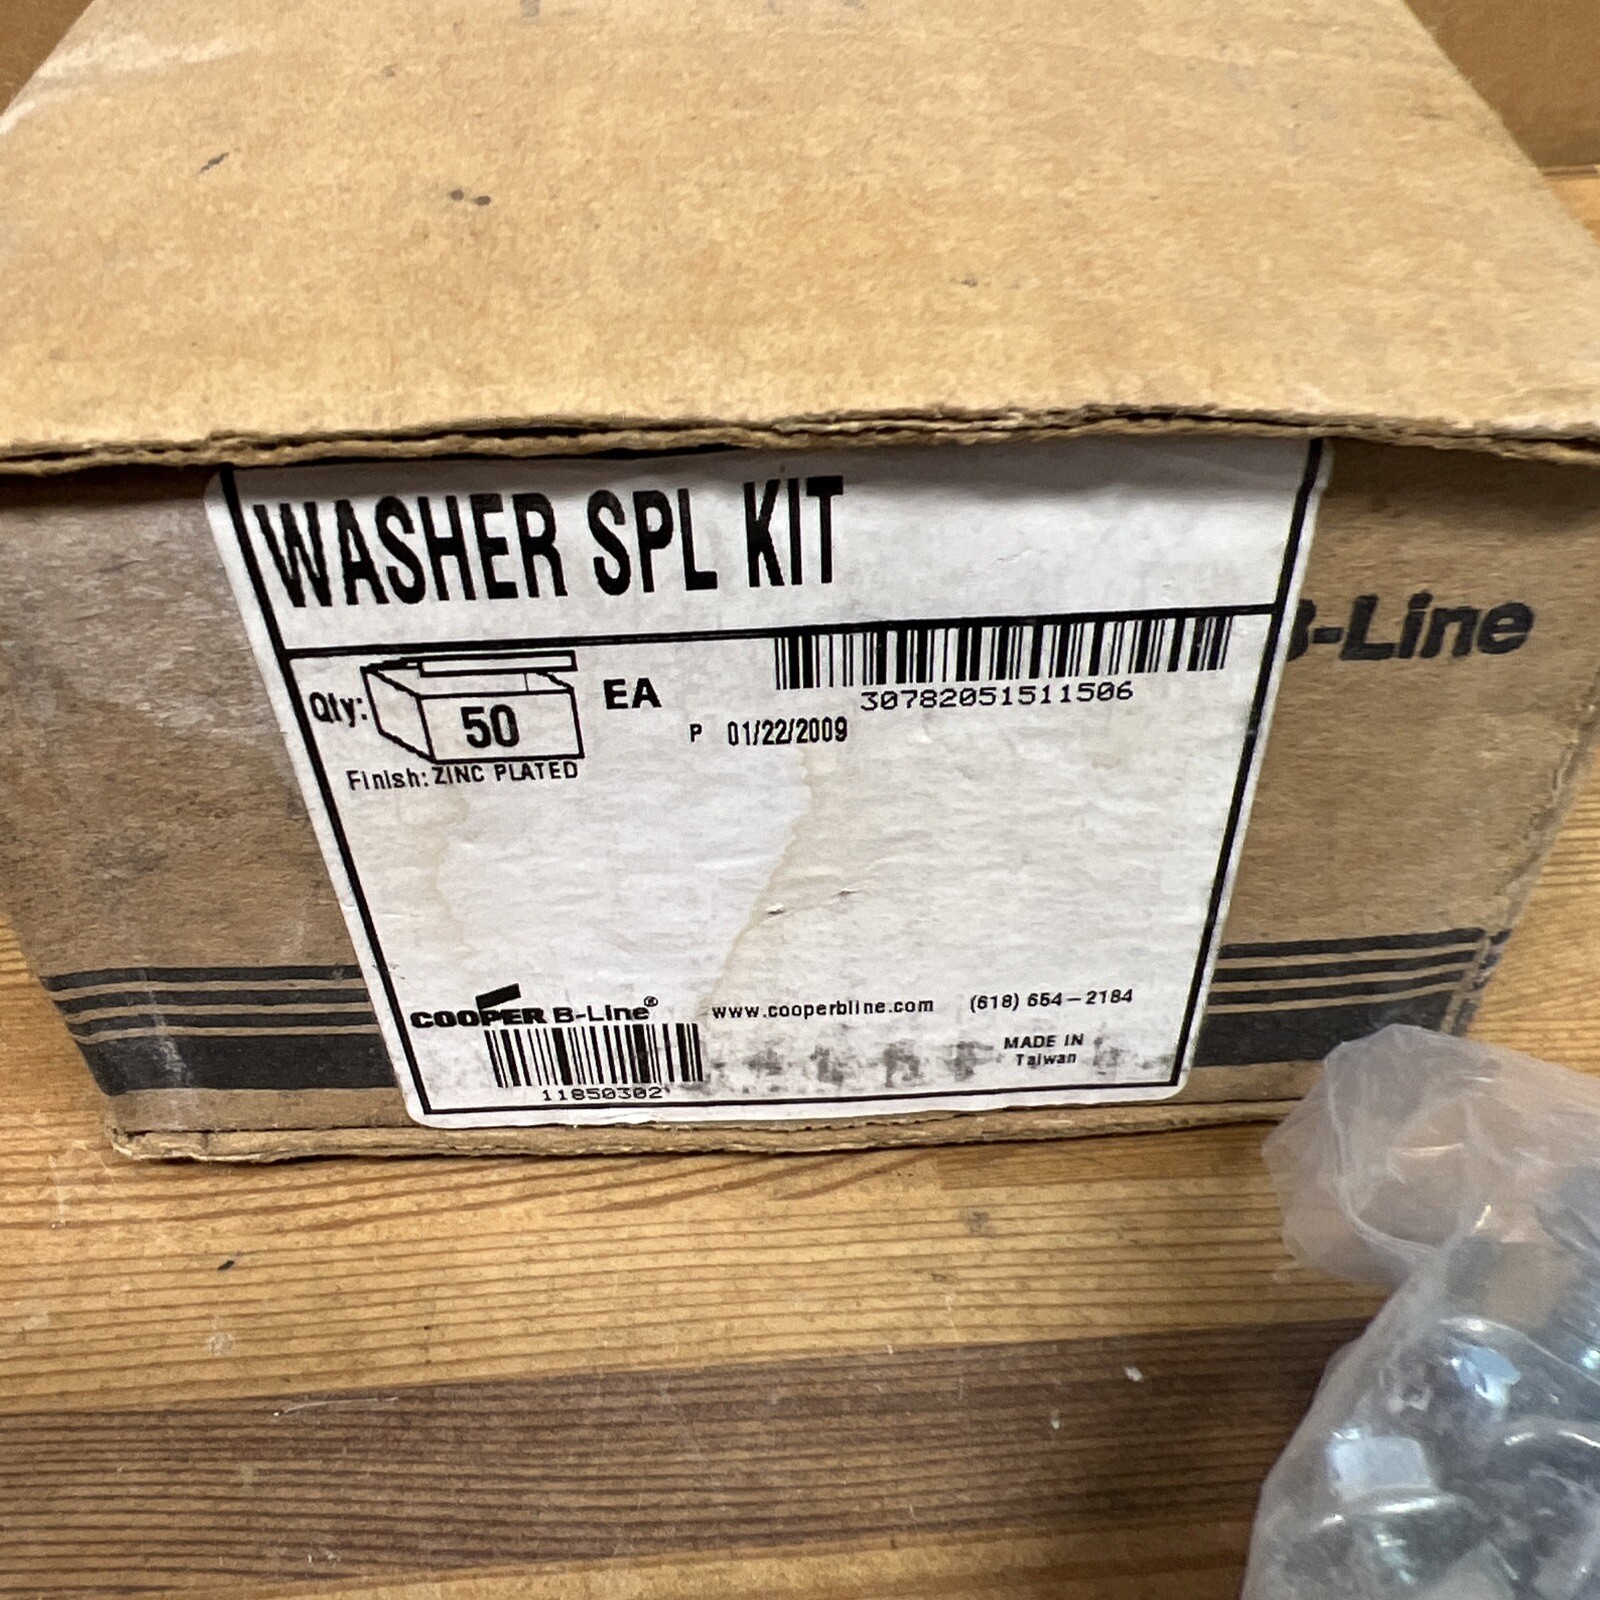 WASHER SPL KIT
Qty: 50 EA
30782051511506
P 01/22/2009
Finish: ZINC PLATED
B-Line
COOPER B-Line® www.cooperbline.com (618) 654-2184
MADE IN
Taiwan
11850302